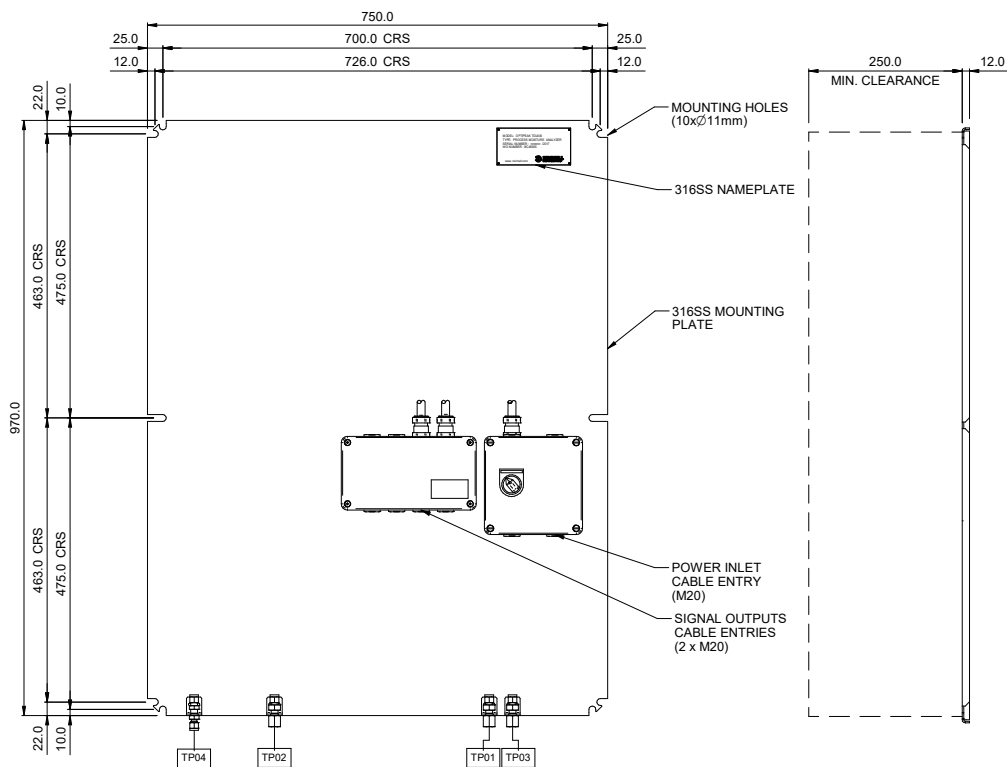 750.0
25.0
700.0 CRS
25.0
12.0
726.0 CRS
12.0
250.0
12.0
MIN. CLEARANCE
22.0
10.0
MOUNTING HOLES
(10xØ11mm)
316SS NAMEPLATE
463.0 CRS
475.0 CRS
316SS MOUNTING
PLATE
970.0
463.0 CRS
475.0 CRS
POWER INLET
CABLE ENTRY
(M20)
SIGNAL OUTPUTS
CABLE ENTRIES
(2 x M20)
22.0
10.0
TP04
TP02
TP01
TP03